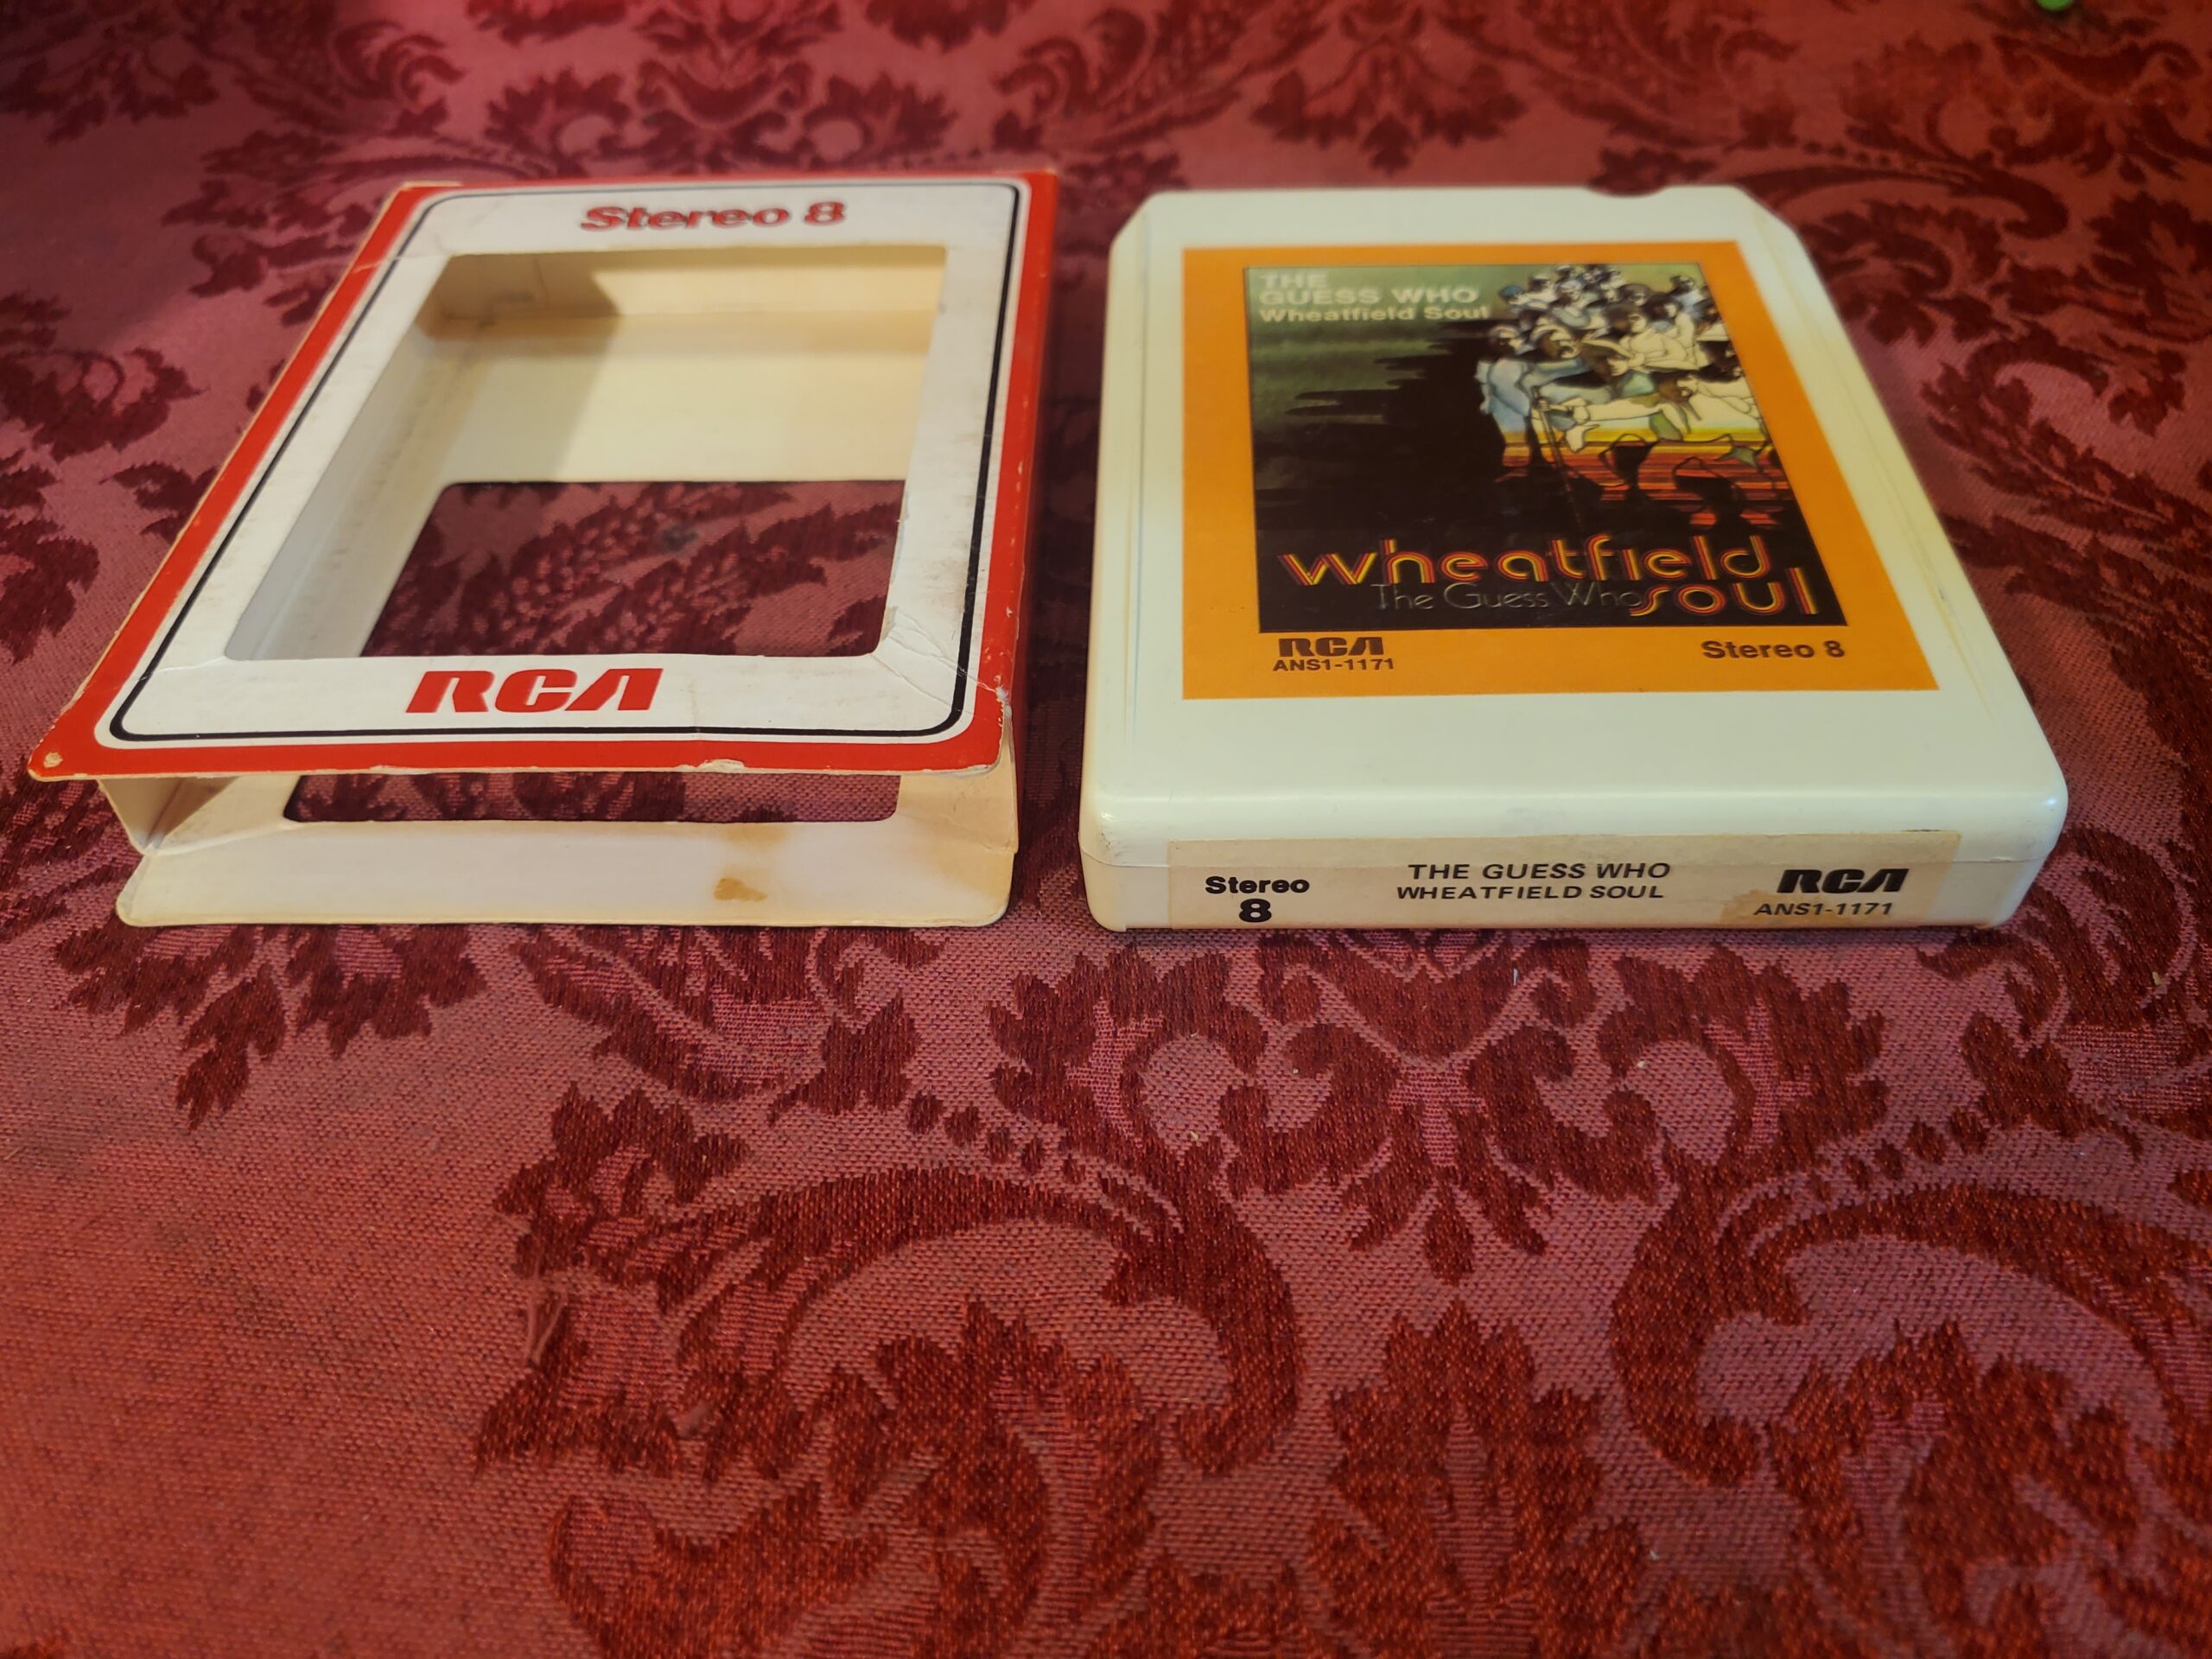 Stereo 8
RCA
THE
GUESS WHO
Wheatfield Soul
wheatfield
The Guess Who soul
RCA
ANS1-1171
Stereo 8
Stereo
8
THE GUESS WHO
WHEATFIELD SOUL
RCA
ANS1-1171